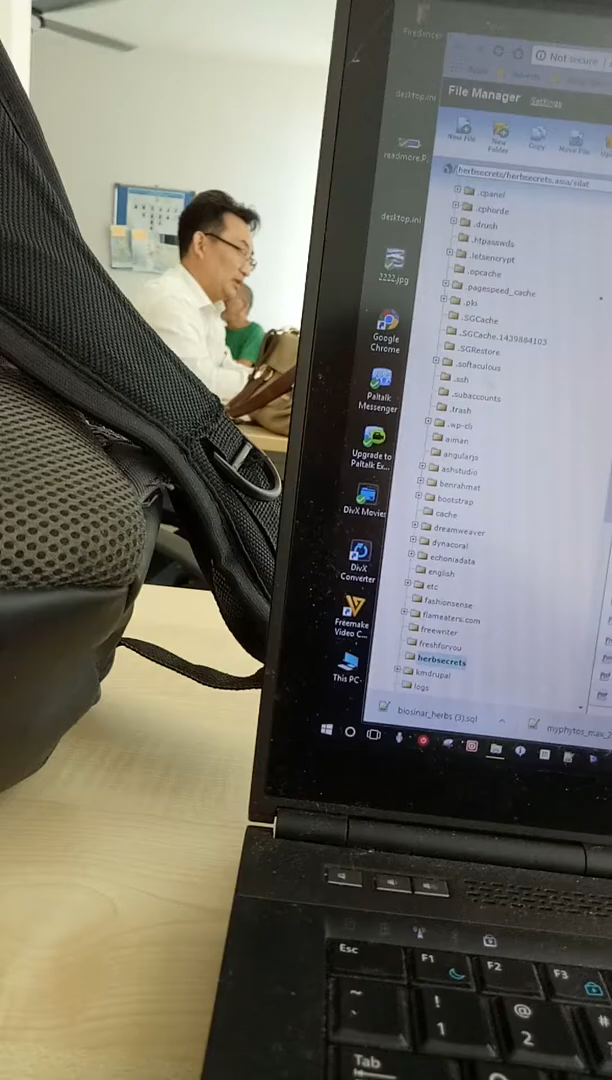 Firedancer
desktop.ini
readmore.P
desktop.ini
2222.jpg
Google
Chrome
Paltalk
Messenger
Upgrade to
Paltalk Ex...
DivX Movies
DivX
Converter
Freemake
Video C...
This PC
Not secure
File Manager
Settings
New File
New
Folder
Copy
Move File
herbsecrets/herbsecrets.asia/silat
.cpanel
.cphorde
.drush
.htpasswds
.letsencrypt
.opcache
.pagespeed_cache
.pki
.SGCache
.SGCache.1439884103
.SGRestore
.softaculous
.ssh
.subaccounts
.trash
.wp-cli
aiman
angularjs
ashstudio
benrahmat
bootstrap
cache
dreamweaver
dynacoral
echoniadata
english
etc
fashionsense
flameaters.com
freewriter
freshforyou
herbsecrets
kmdrupal
logs
biosinar_herbs (3).sql
myphytos_max_2
Esc
F1
F2
F3
~
`
!
1
@
2
#
Tab